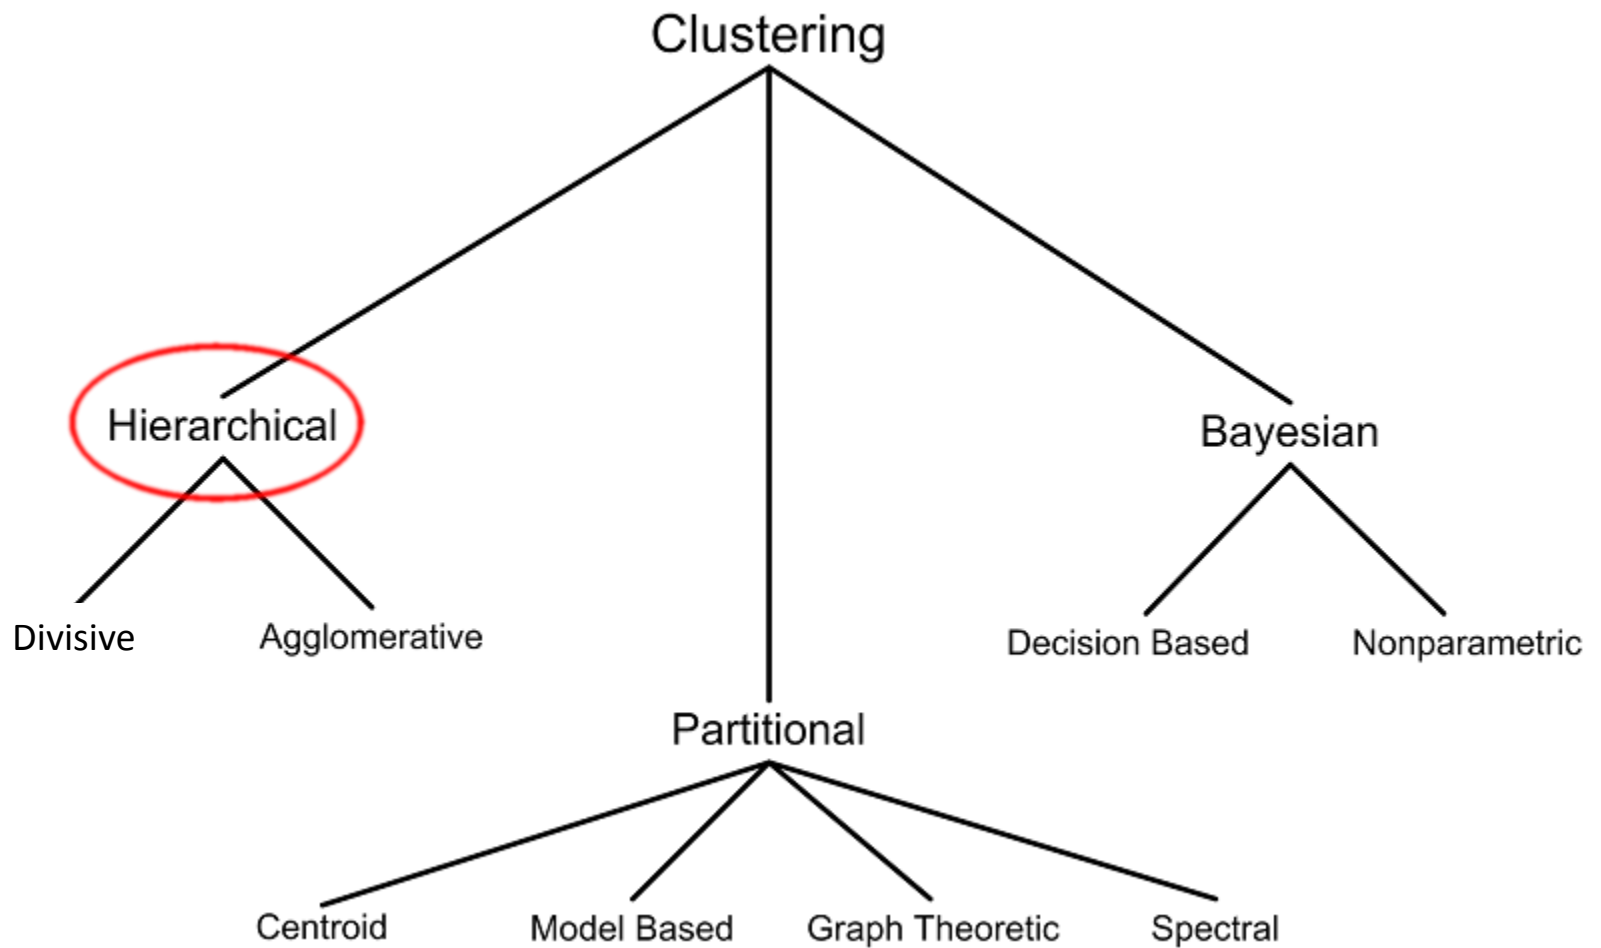 Clustering
Hierarchical
Bayesian
Divisive
Agglomerative
Decision Based
Nonparametric
Partitional
Centroid
Model Based
Graph Theoretic
Spectral